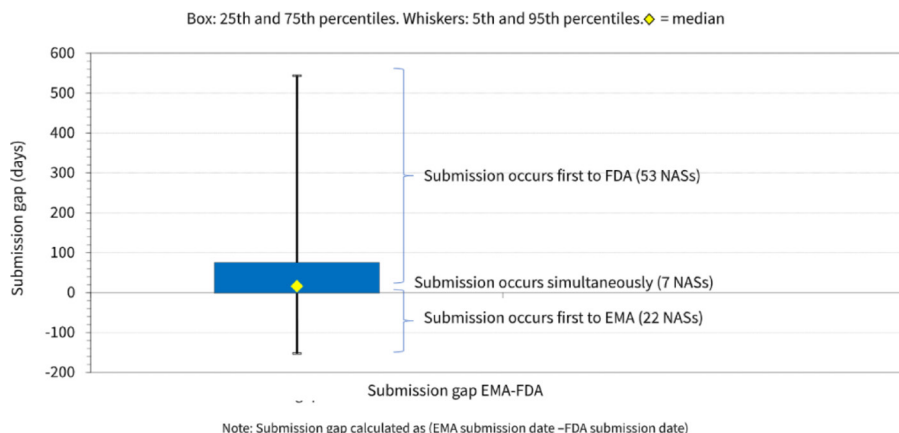 Box: 25th and 75th percentiles. Whiskers: 5th and 95th percentiles. = median
600
500
400
300
200
100
0
-100
-200
Submission gap (days)
Submission occurs first to FDA (53 NASs)
Submission occurs simultaneously (7 NASs)
Submission occurs first to EMA (22 NASs)
Submission gap EMA-FDA
Note: Submission gap calculated as (EMA submission date –FDA submission date)